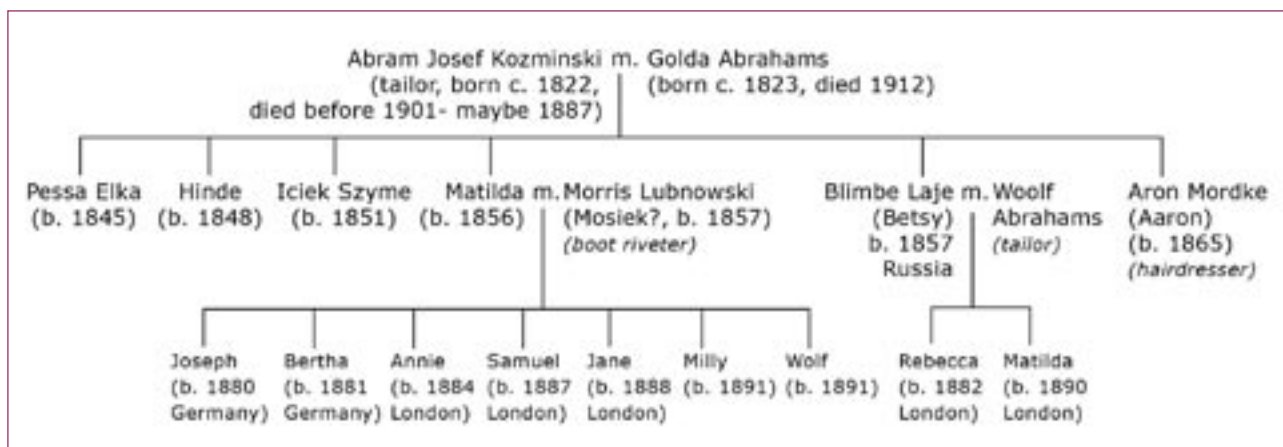 Abram Josef Kozminski m. Golda Abrahams
(tailor, born c. 1822, (born c. 1823, died 1912)
died before 1901- maybe 1887)
Pessa Elka Hinde Iciek Szyme Matilda m. Morris Lubnowski Blimbe Laje m. Woolf Aron Mordke
(b. 1845) (b. 1848) (b. 1851) (b. 1856) (Mosiek?, b. 1857) (Betsy) Abrahams (Aaron)
(boot riveter) b. 1857 (tailor) (b. 1865)
Russia (hairdresser)
Joseph Bertha Annie Samuel Jane Milly Wolf Rebecca Matilda
(b. 1880 (b. 1881 (b. 1884 (b. 1887 (b. 1888 (b. 1891) (b. 1891) (b. 1882 (b. 1890
Germany) Germany) London) London) London) London) London)